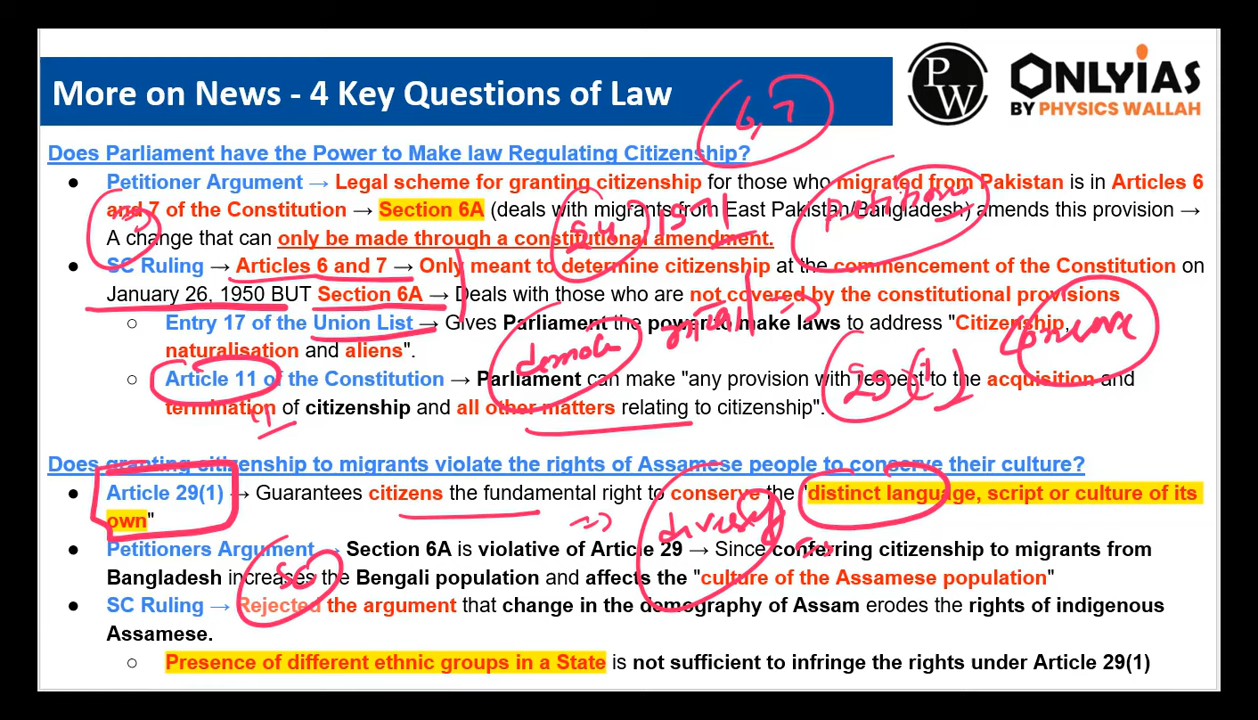 More on News - 4 Key Questions of Law
PW
ONLYIAS
BY PHYSICS WALLAH
6, 7
Does Parliament have the Power to Make law Regulating Citizenship?
● Petitioner Argument → Legal scheme for granting citizenship for those who migrated from Pakistan is in Articles 6
and 7 of the Constitution → Section 6A (deals with migrants from East Pakistan/Bangladesh) amends this provision →
A change that can only be made through a constitutional amendment.
1971
● SC Ruling → Articles 6 and 7 → Only meant to determine citizenship at the commencement of the Constitution on
January 26, 1950 BUT Section 6A → Deals with those who are not covered by the constitutional provisions
○ Entry 17 of the Union List → Gives Parliament the power to make laws to address "Citizenship,
naturalisation and aliens".
conserve
○ Article 11 of the Constitution → Parliament can make "any provision with respect to the acquisition and
termination of citizenship and all other matters relating to citizenship".
29(1)
11
Does granting citizenship to migrants violate the rights of Assamese people to conserve their culture?
● Article 29(1) → Guarantees citizens the fundamental right to conserve the "distinct language, script or culture of its
own"
diversity
● Petitioners Argument → Section 6A is violative of Article 29 → Since conferring citizenship to migrants from
Bangladesh increases the Bengali population and affects the "culture of the Assamese population"
SC
● SC Ruling → Rejected the argument that change in the demography of Assam erodes the rights of indigenous
Assamese.
○ Presence of different ethnic groups in a State is not sufficient to infringe the rights under Article 29(1)